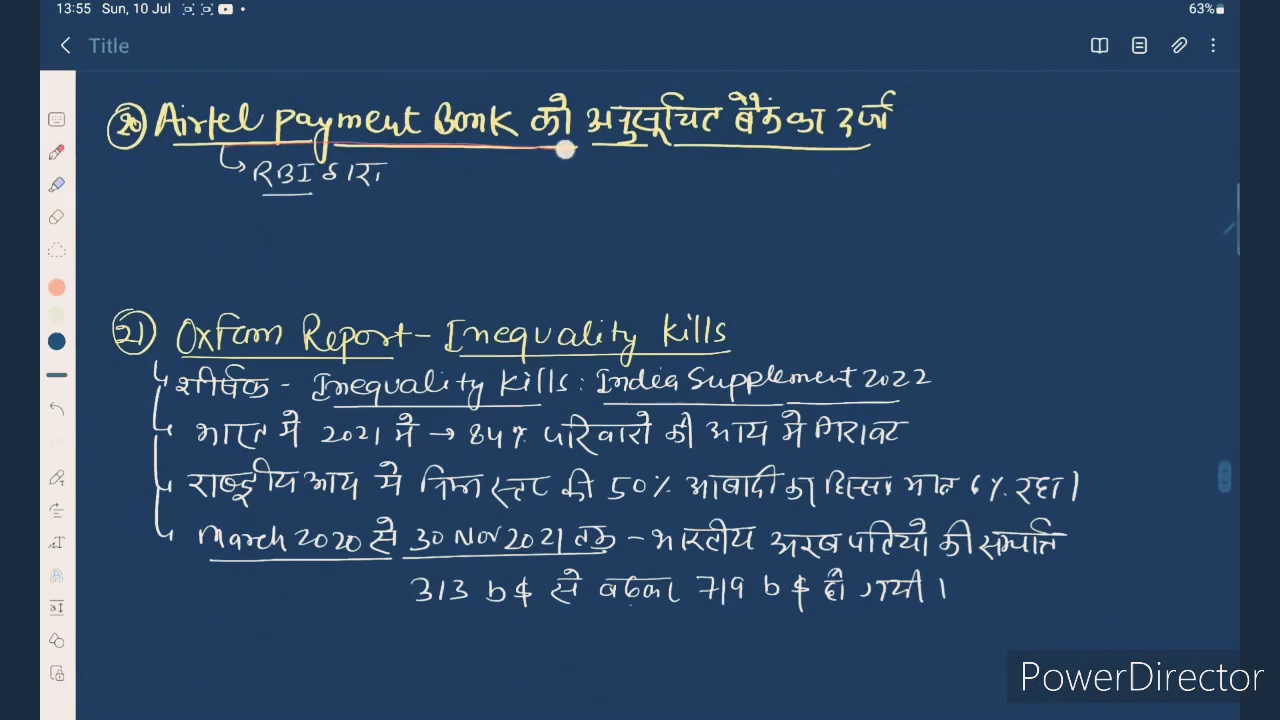 13:55 Sun, 10 Jul
63%
Title
20 Airtel payment Bank को अनुसूचित बैंक का दर्जा
RBI द्वारा
21 Oxfam Report - Inequality kills
शीर्षक - Inequality kills: India Supplement 2022
भारत में 2021 में → 84% परिवारों की आय में गिरावट
राष्ट्रीय आय में निम्न स्तर की 50% आबादी का हिस्सा मात्र 6% रहा।
March 2020 से 30 Nov 2021 तक - भारतीय अरबपतियों की सम्पत्ति
313 b $ से बढ़कर 719 b $ हो गयी।
PowerDirector